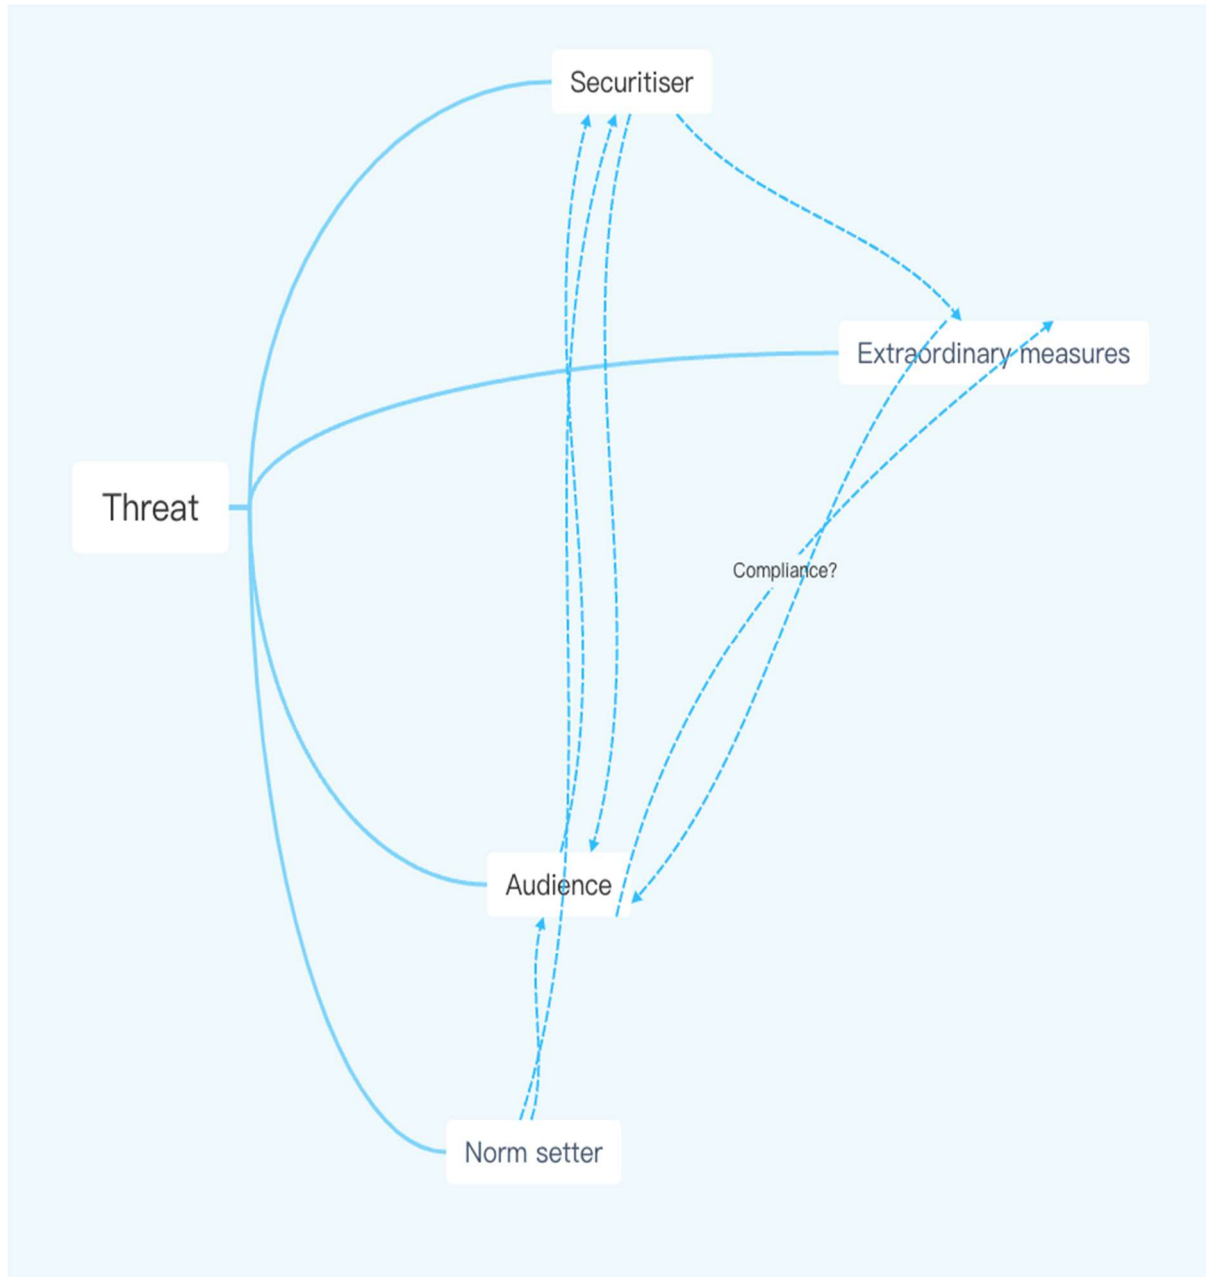 Securitiser
Extraordinary measures
Threat
Compliance?
Audience
Norm setter